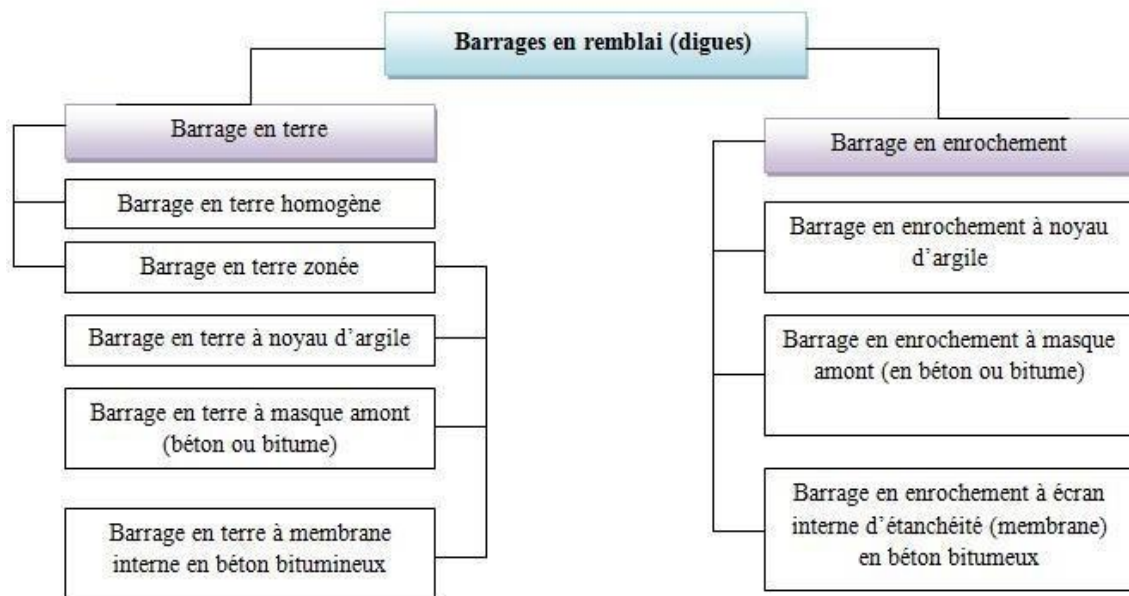 Barrages en remblai (digues)
Barrage en terre
Barrage en terre homogène
Barrage en terre zonée
Barrage en terre à noyau d’argile
Barrage en terre à masque amont
(béton ou bitume)
Barrage en terre à membrane
interne en béton bitumineux
Barrage en enrochement
Barrage en enrochement à noyau
d’argile
Barrage en enrochement à masque
amont (en béton ou bitume)
Barrage en enrochement à écran
interne d’étanchéité (membrane)
en béton bitumeux